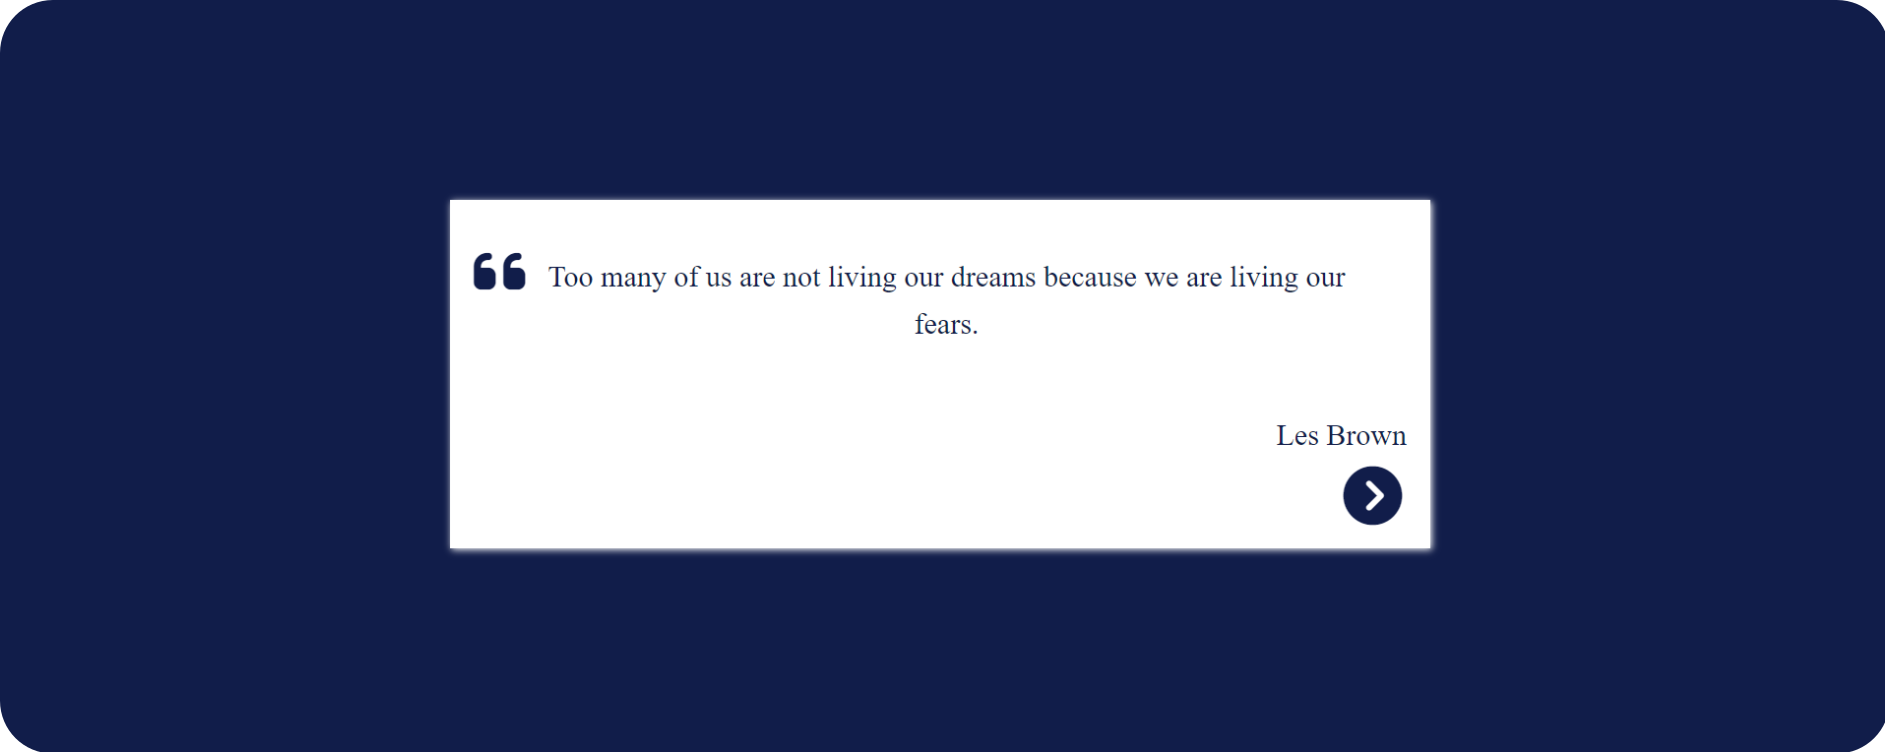 ❝ Too many of us are not living our dreams because we are living our
fears.
Les Brown